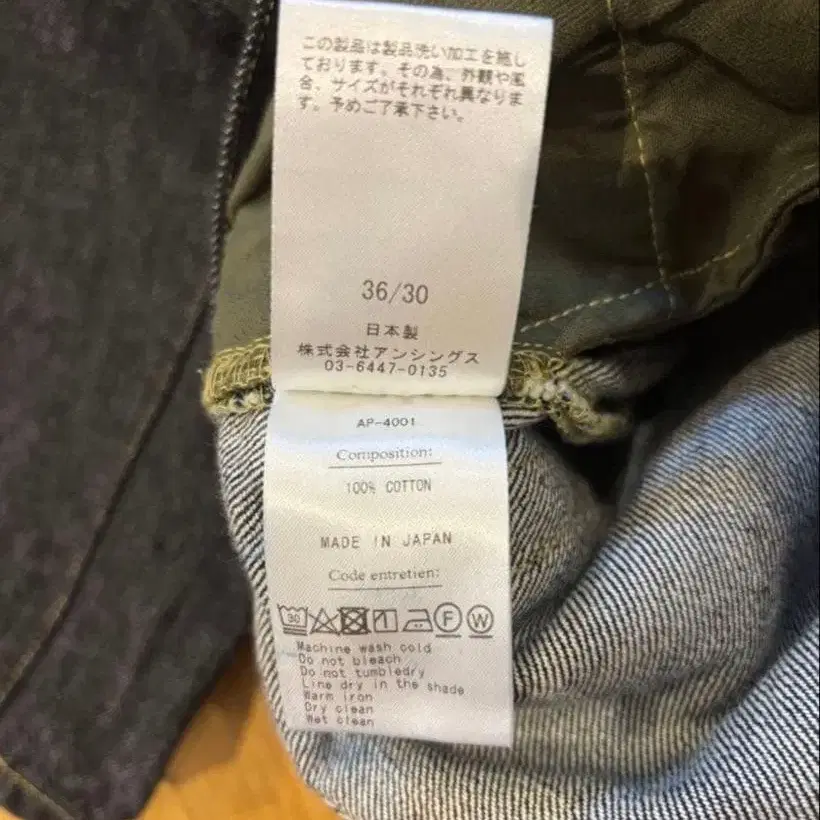 この製品は製品洗い加工を施し
ております。その為、外観や風
合、サイズがそれぞれ異なりま
す。予めご了承下さい。
36/30
日本製
株式会社アンシングス
03-6447-0135
AP-4001
Composition:
100% COTTON
MADE IN JAPAN
Code entretien:
30 F W
Machine wash cold
Do not bleach
Do not tumbledry
Line dry in the shade
Warm iron
Dry clean
Wet clean